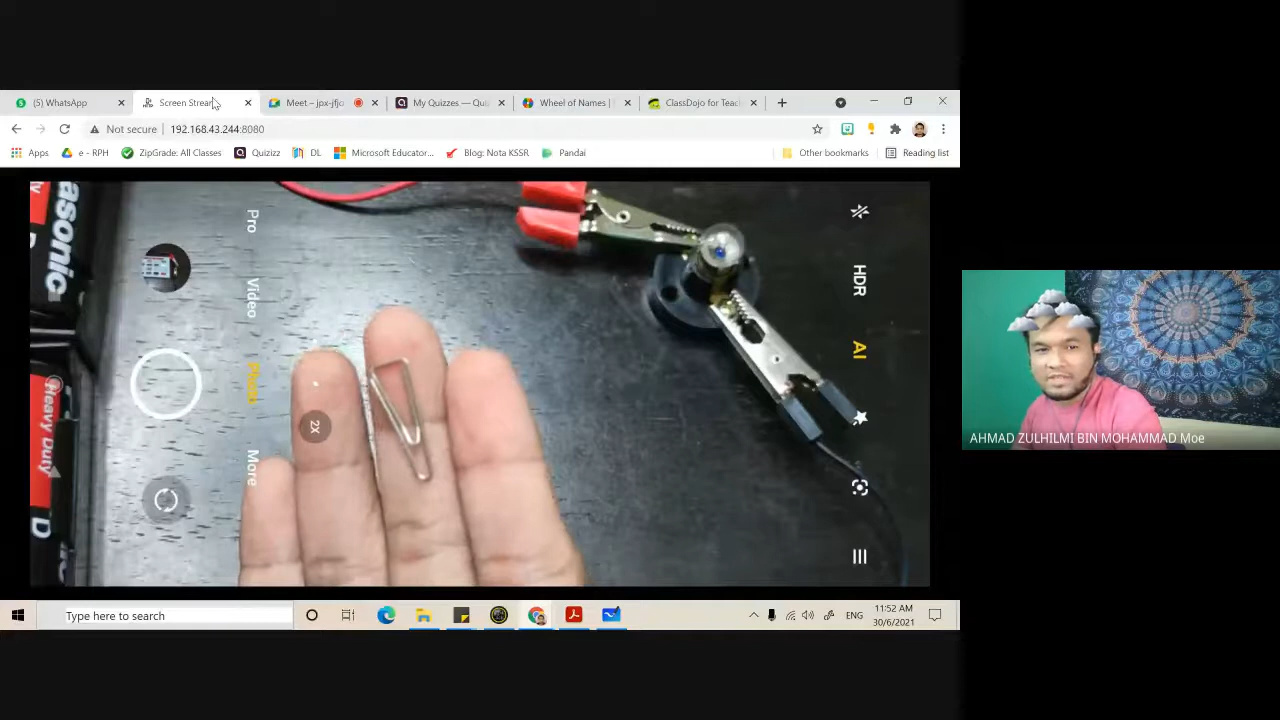 (5) WhatsApp
Screen Stream
Meet – jpx-jfjo
My Quizzes — Qui
Wheel of Names |
ClassDojo for Teac
Not secure
192.168.43.244:8080
Apps
e - RPH
ZipGrade: All Classes
Quizizz
DL
Microsoft Educator...
Blog: Nota KSSR
Pandai
Other bookmarks
Reading list
asonic
Heavy Duty
D
Pro
Video
Photo
More
2X
HDR
AI
AHMAD ZULHILMI BIN MOHAMMAD Moe
Type here to search
ENG
11:52 AM
30/6/2021